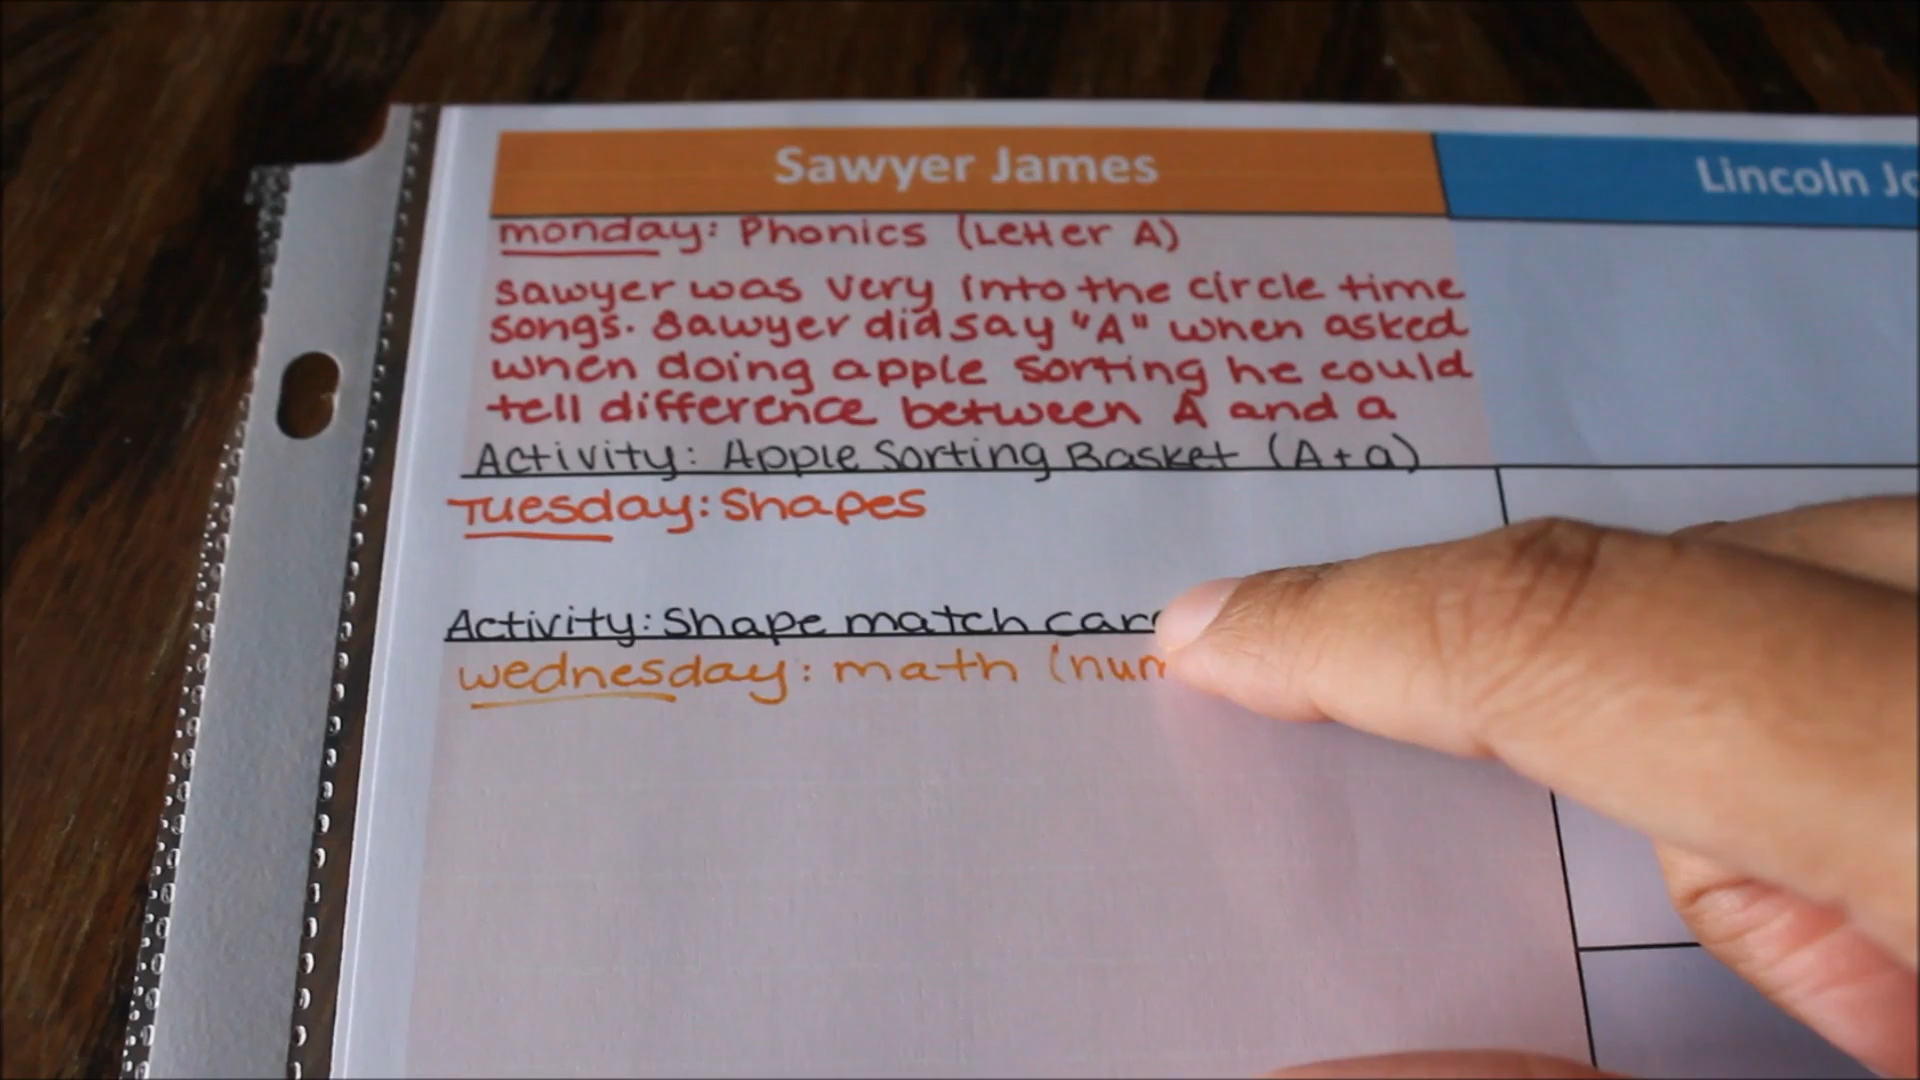 Sawyer James
Lincoln
monday: Phonics (Letter A)
Sawyer was very into the circle time
songs. Sawyer did say "A" when asked
when doing apple sorting he could
tell difference between A and a
Activity: Apple Sorting Basket (A+a)
Tuesday: Shapes
Activity: Shape match
wednesday: math